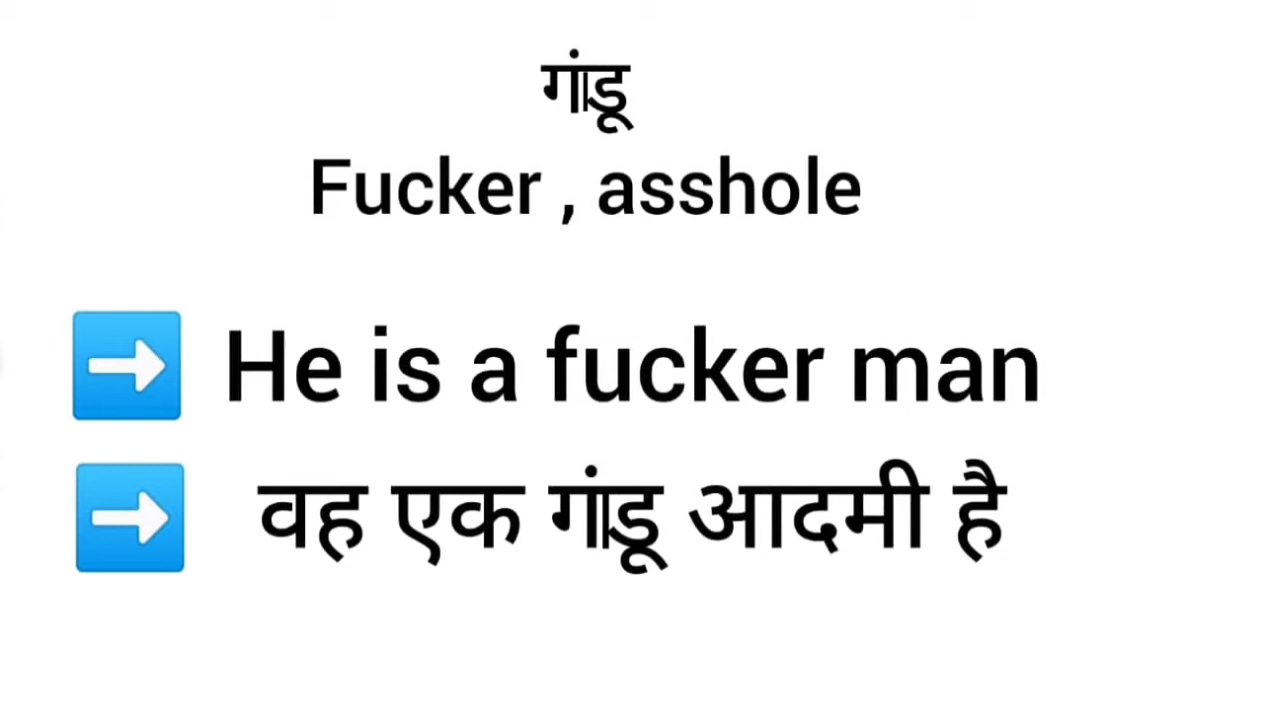 गांडू
Fucker , asshole
➡️ He is a fucker man
➡️ वह एक गांडू आदमी है